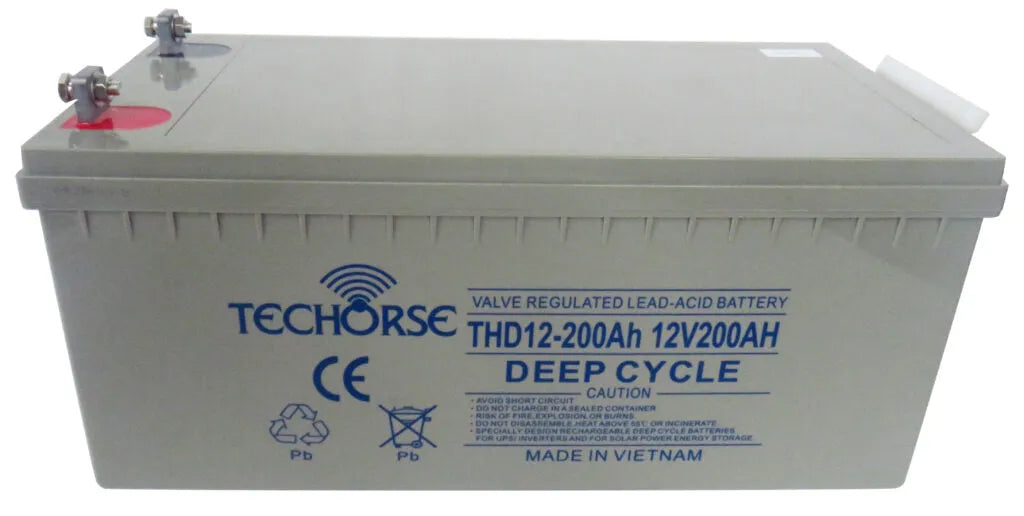 TECHORSE
CE
Pb
Pb
VALVE REGULATED LEAD-ACID BATTERY
THD12-200Ah 12V200AH
DEEP CYCLE
CAUTION
• AVOID SHORT CIRCUIT
• DO NOT CHARGE IN A SEALED CONTAINER
• RISK OF FIRE,EXPLOSION, OR BURNS.
• DO NOT DISASSEMBLE,HEAT ABOVE 55℃ OR INCINERATE.
• SPECIALLY DESIGN RECHARGEABLE DEEP CYCLE BATTERIES
FOR UPS/ INVERTERS AND FOR SOLAR POWER ENERGY STORAGE.
MADE IN VIETNAM